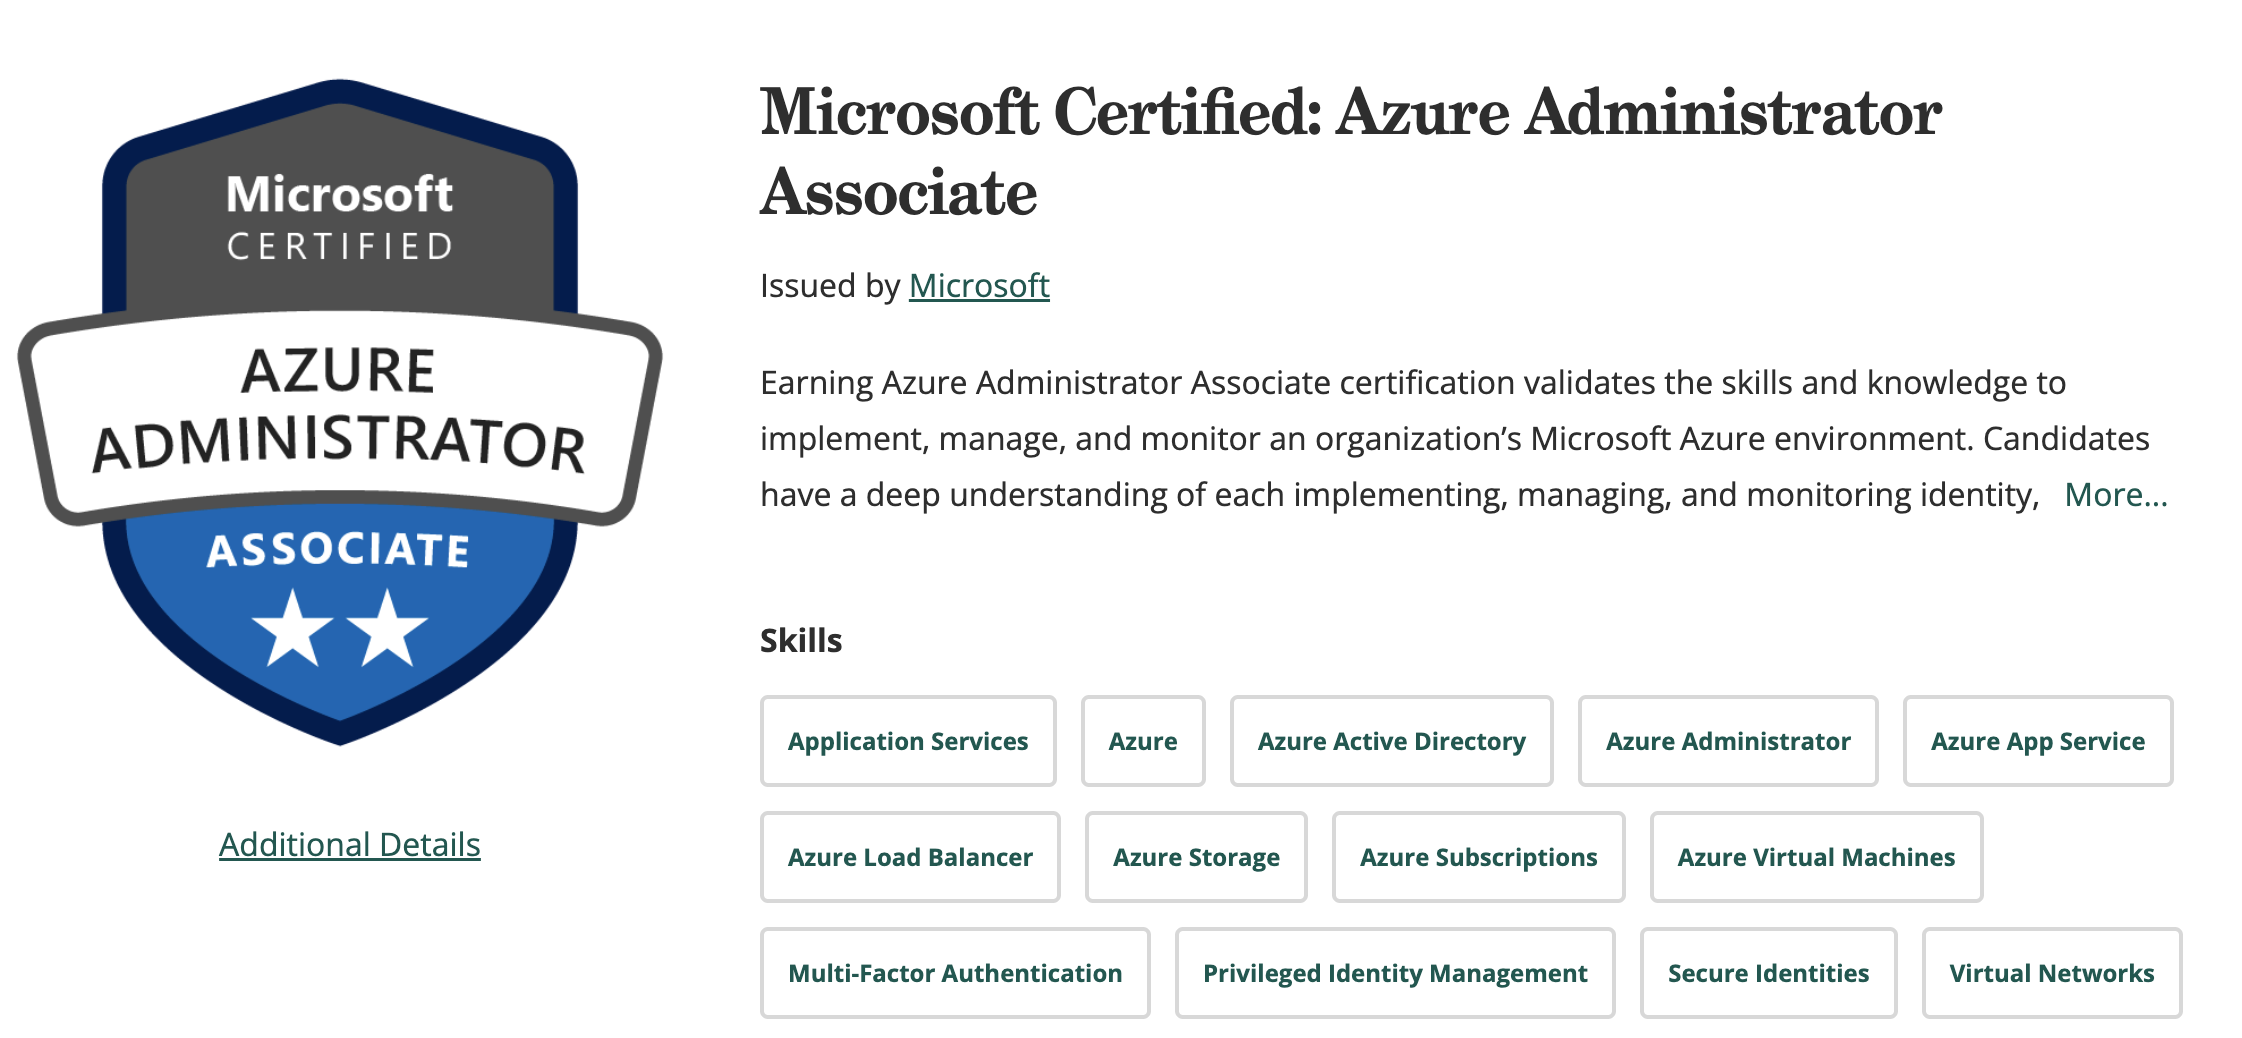 Microsoft
CERTIFIED
AZURE
ADMINISTRATOR
ASSOCIATE
Additional Details
Microsoft Certified: Azure Administrator
Associate
Issued by Microsoft
Earning Azure Administrator Associate certification validates the skills and knowledge to
implement, manage, and monitor an organization’s Microsoft Azure environment. Candidates
have a deep understanding of each implementing, managing, and monitoring identity, More...
Skills
Application Services Azure Azure Active Directory Azure Administrator Azure App Service
Azure Load Balancer Azure Storage Azure Subscriptions Azure Virtual Machines
Multi-Factor Authentication Privileged Identity Management Secure Identities Virtual Networks